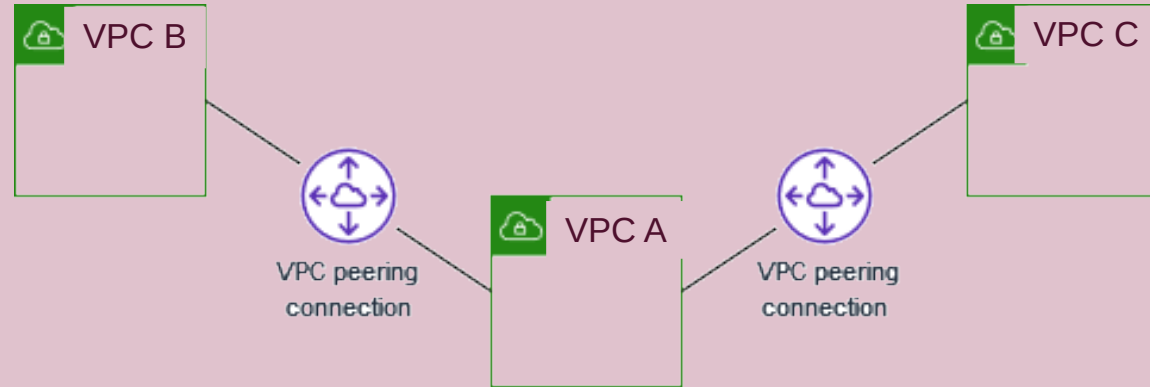 VPC B
VPC C
VPC A
VPC peering
connection
VPC peering
connection